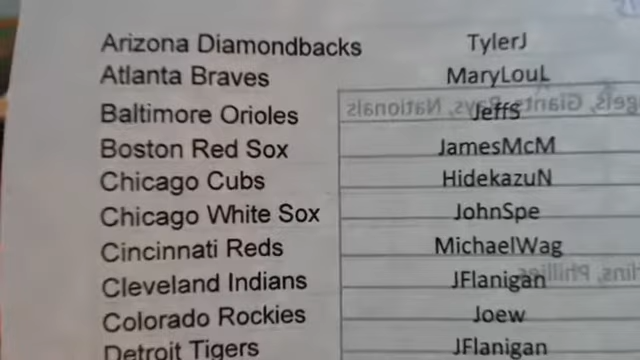 Arizona Diamondbacks TylerJ
Atlanta Braves MaryLouL
Baltimore Orioles JeffS
Boston Red Sox JamesMcM
Chicago Cubs HidekazuN
Chicago White Sox JohnSpe
Cincinnati Reds MichaelWag
Cleveland Indians JFlanigan
Colorado Rockies Joew
Detroit Tigers JFlanigan